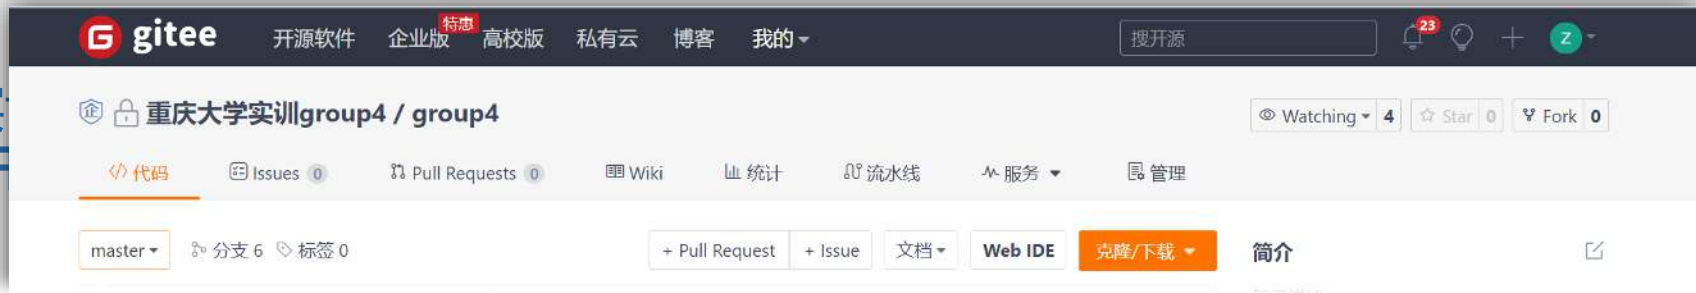 gitee 开源软件 企业版 特惠 高校版 私有云 博客 我的 搜开源 23 Z
企 重庆大学实训group4 / group4 Watching 4 Star 0 Fork 0
代码 Issues 0 Pull Requests 0 Wiki 统计 流水线 服务 管理
master 分支 6 标签 0 + Pull Request + Issue 文档 Web IDE 克隆/下载 简介